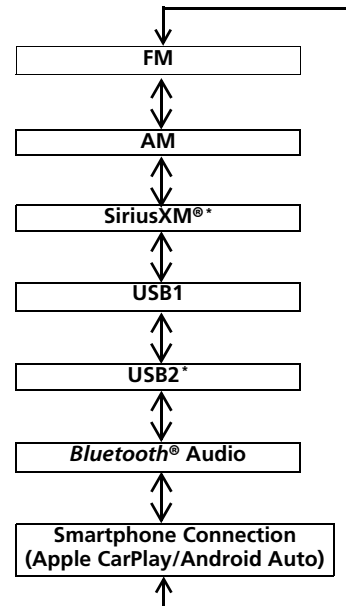 FM
AM
SiriusXM®*
USB1
USB2*
Bluetooth® Audio
Smartphone Connection
(Apple CarPlay/Android Auto)